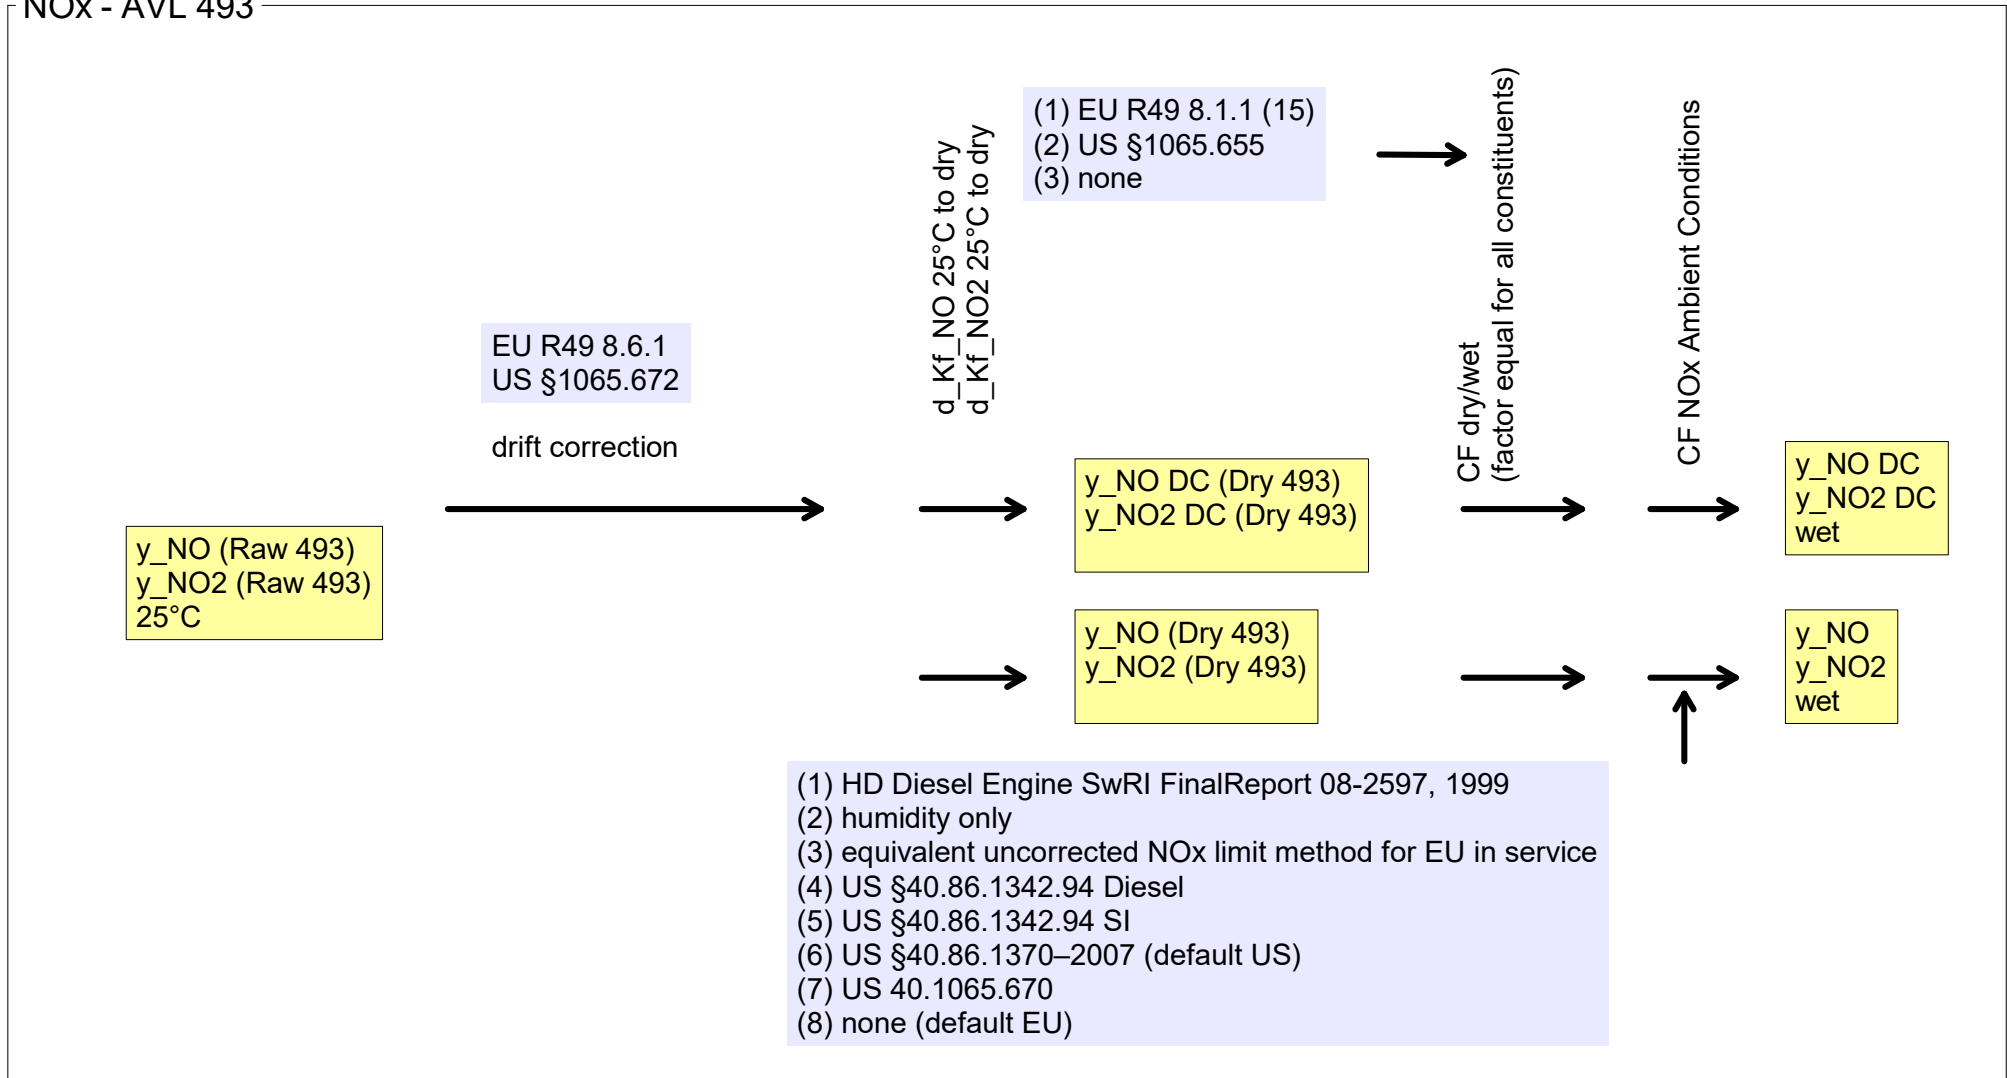 NOx - AVL 493
(1) EU R49 8.1.1 (15)
(2) US §1065.655
(3) none
d_Kf_NO 25°C to dry
d_Kf_NO2 25°C to dry
CF dry/wet
(factor equal for all constituents)
CF NOx Ambient Conditions
EU R49 8.6.1
US §1065.672
drift correction
y_NO (Raw 493)
y_NO2 (Raw 493)
25°C
y_NO DC (Dry 493)
y_NO2 DC (Dry 493)
y_NO DC
y_NO2 DC
wet
y_NO (Dry 493)
y_NO2 (Dry 493)
y_NO
y_NO2
wet
(1) HD Diesel Engine SwRI FinalReport 08-2597, 1999
(2) humidity only
(3) equivalent uncorrected NOx limit method for EU in service
(4) US §40.86.1342.94 Diesel
(5) US §40.86.1342.94 SI
(6) US §40.86.1370–2007 (default US)
(7) US 40.1065.670
(8) none (default EU)